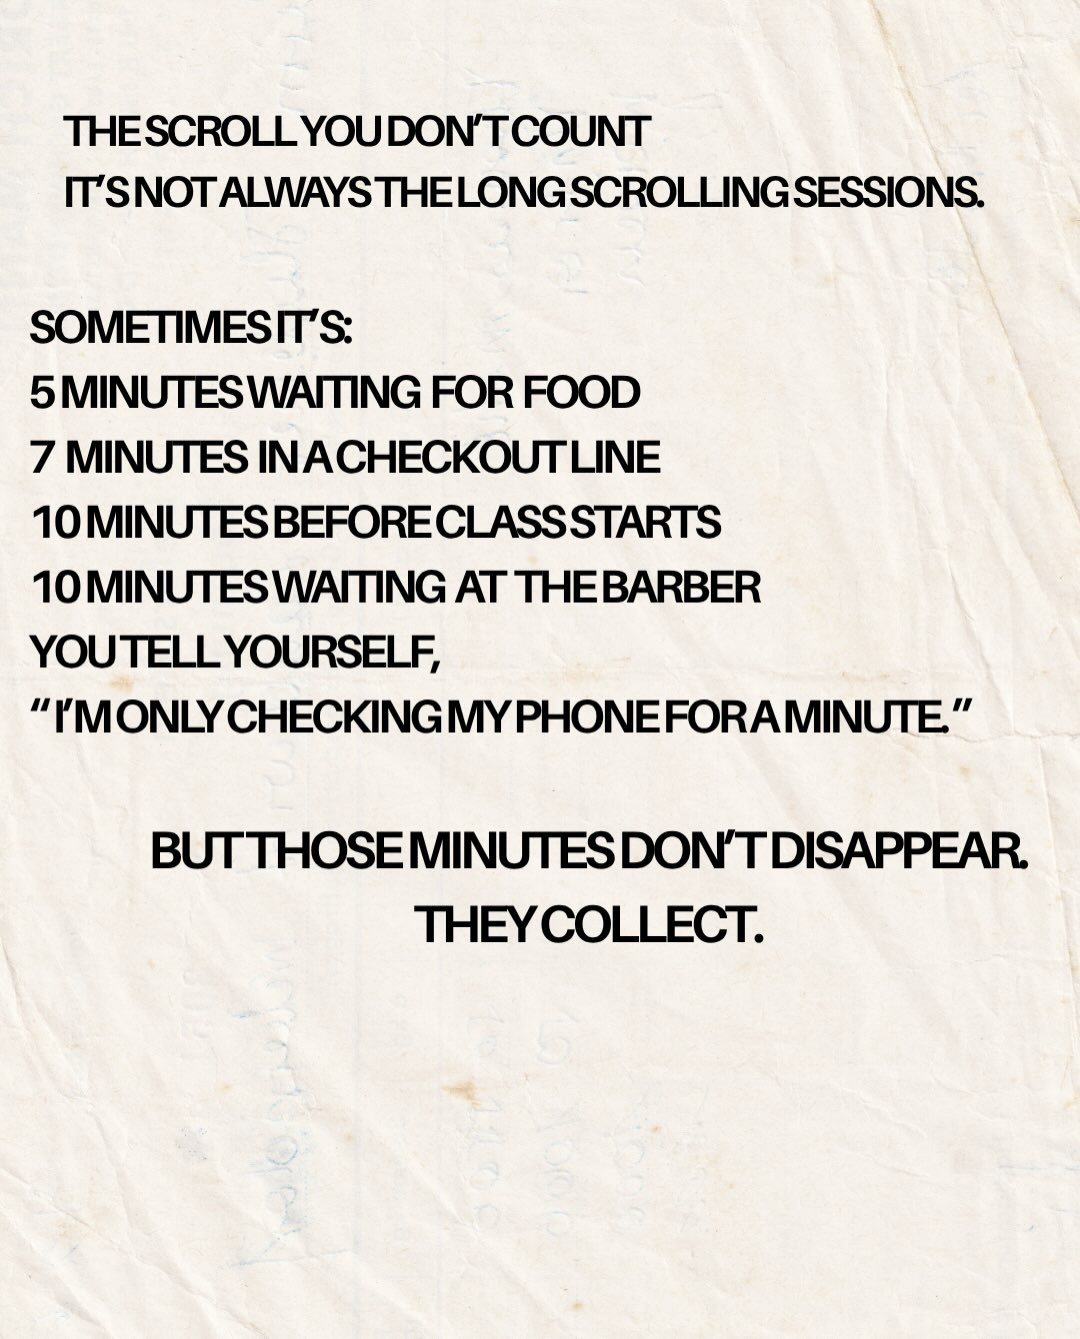 THE SCROLL YOU DON’T COUNT
IT’S NOT ALWAYS THE LONG SCROLLING SESSIONS.
SOMETIMES IT’S:
5 MINUTES WAITING FOR FOOD
7 MINUTES IN A CHECKOUT LINE
10 MINUTES BEFORE CLASS STARTS
10 MINUTES WAITING AT THE BARBER
YOU TELL YOURSELF,
“I’M ONLY CHECKING MY PHONE FOR A MINUTE.”
BUT THOSE MINUTES DON’T DISAPPEAR.
THEY COLLECT.